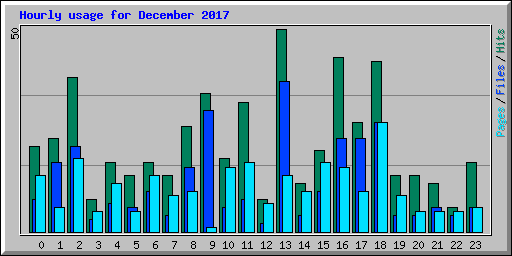 Hourly usage for December 2017
50
Pages / Files / Hits
0 1 2 3 4 5 6 7 8 9 10 11 12 13 14 15 16 17 18 19 20 21 22 23